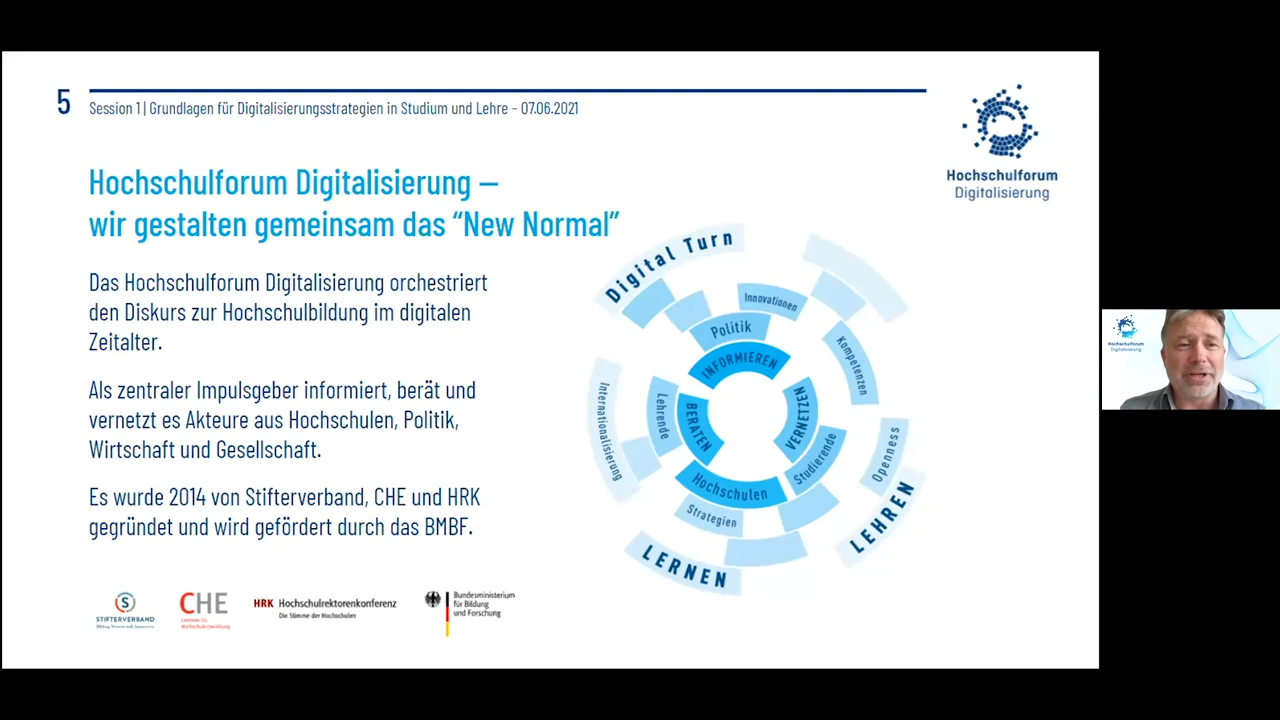 5
Session 1 | Grundlagen für Digitalisierungsstrategien in Studium und Lehre – 07.06.2021
Hochschulforum
Digitalisierung
Hochschulforum Digitalisierung –
wir gestalten gemeinsam das “New Normal”
Das Hochschulforum Digitalisierung orchestriert
den Diskurs zur Hochschulbildung im digitalen
Zeitalter.
Als zentraler Impulsgeber informiert, berät und
vernetzt es Akteure aus Hochschulen, Politik,
Wirtschaft und Gesellschaft.
Es wurde 2014 von Stifterverband, CHE und HRK
gegründet und wird gefördert durch das BMBF.
Digital Turn
Innovationen
Politik
INFORMIEREN
Kompetenzen
Internationalisierung
Lehrende
BERATEN
VERNETZEN
Studierende
Openness
Hochschulen
Strategien
LEHREN
LERNEN
S
STIFTERVERBAND
CHE
HRK Hochschulrektorenkonferenz
Die Stimme der Hochschulen
Bundesministerium
für Bildung
und Forschung
Hochschulforum
Digitalisierung